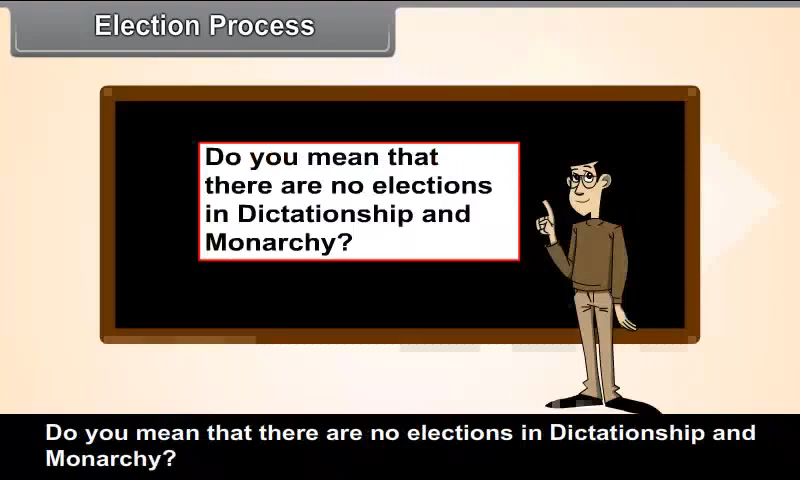 Election Process
Do you mean that
there are no elections
in Dictationship and
Monarchy?
Do you mean that there are no elections in Dictationship and
Monarchy?